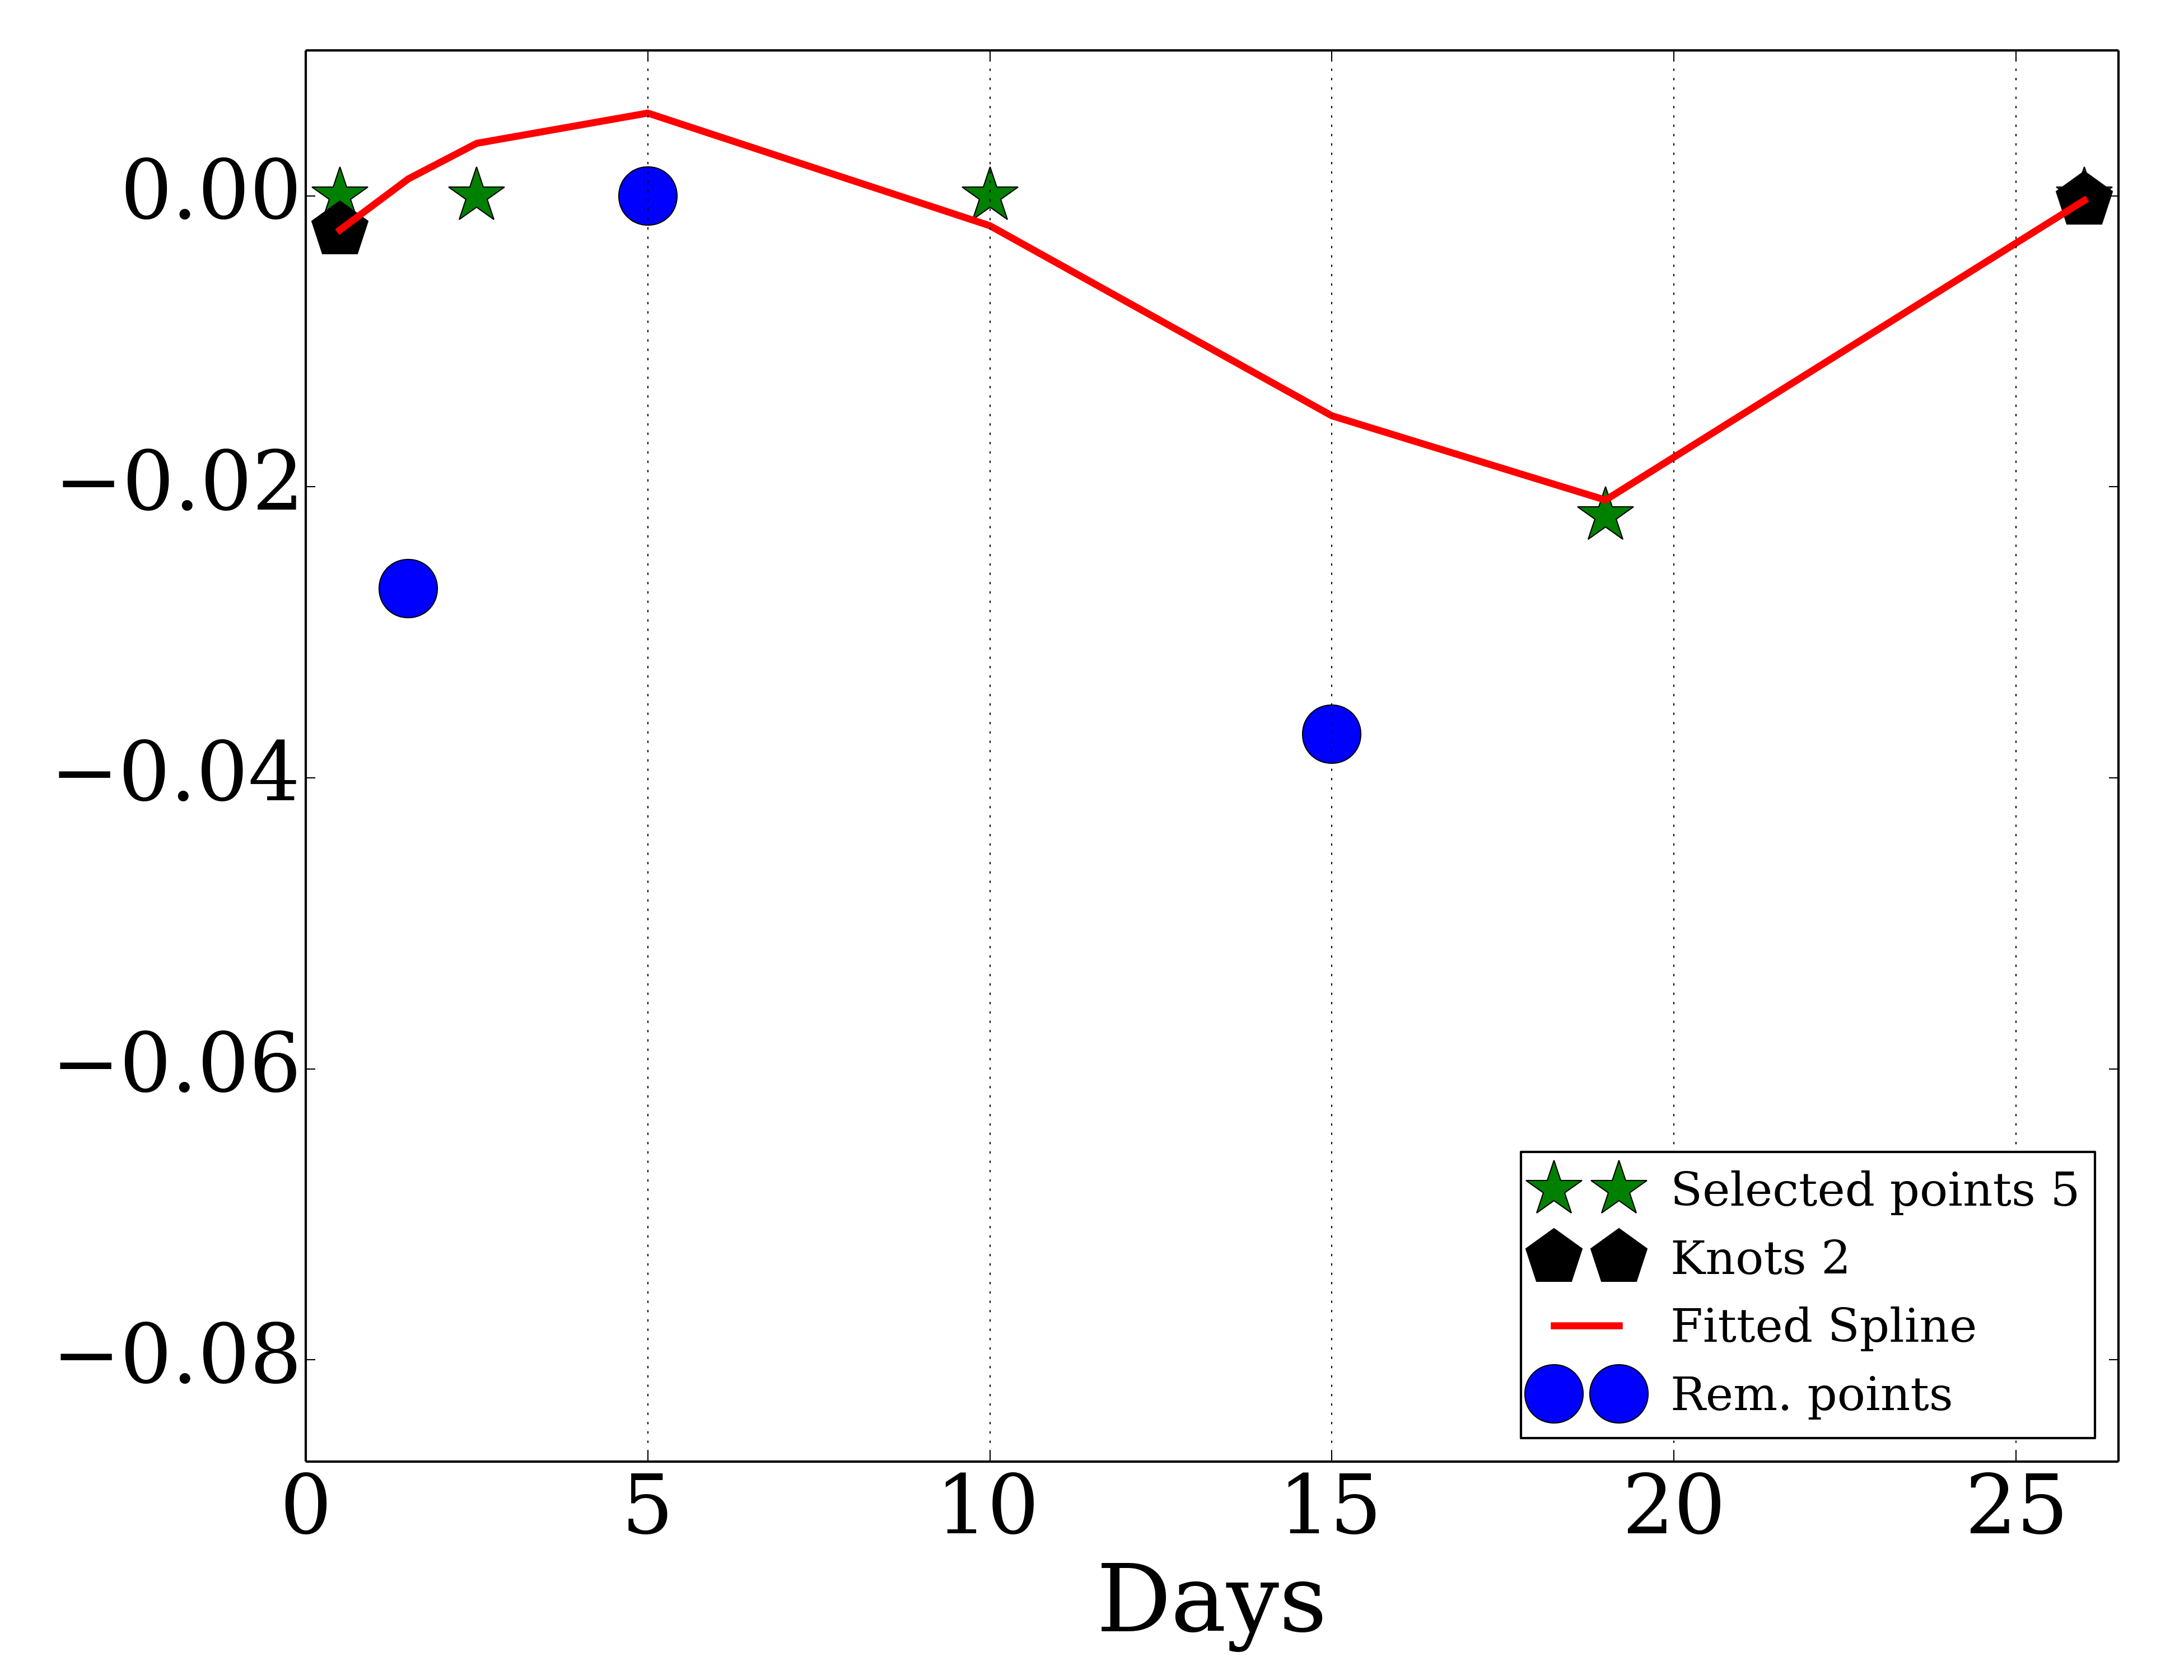 0.00
−0.02
−0.04
−0.06
−0.08
0 5 10 15 20 25
Days
Selected points 5
Knots 2
Fitted Spline
Rem. points